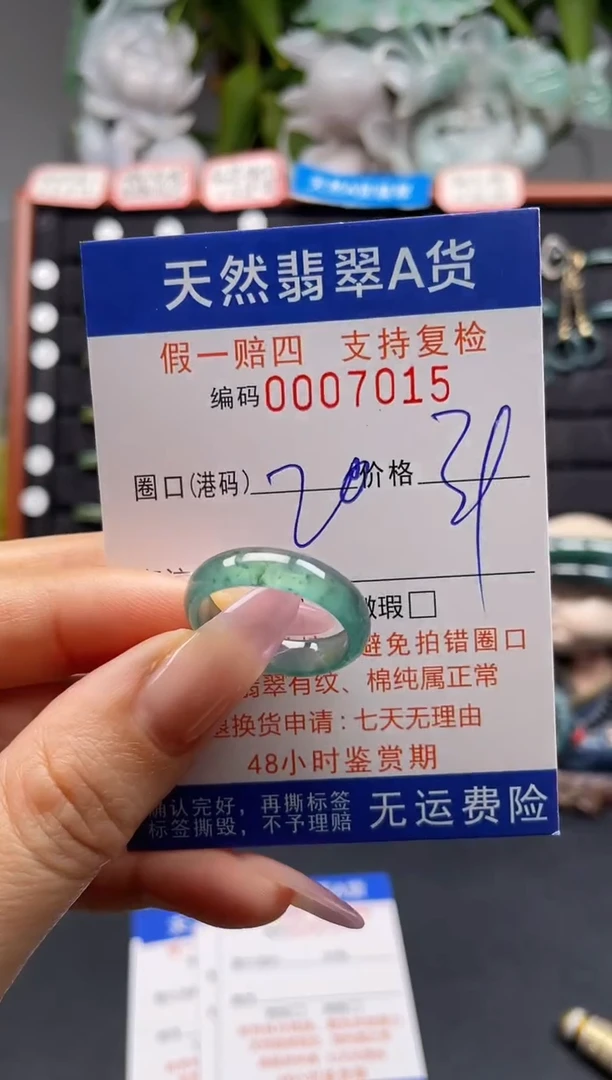 天然翡翠A货
假一赔四 支持复检
编码0007015
圈口(港码) 20 价格
瑕□
避免拍错圈口
翡翠有纹、棉纯属正常
退换货申请:七天无理由
48小时鉴赏期
确认完好,再撕标签
标签撕毁,不予理赔
无运费险